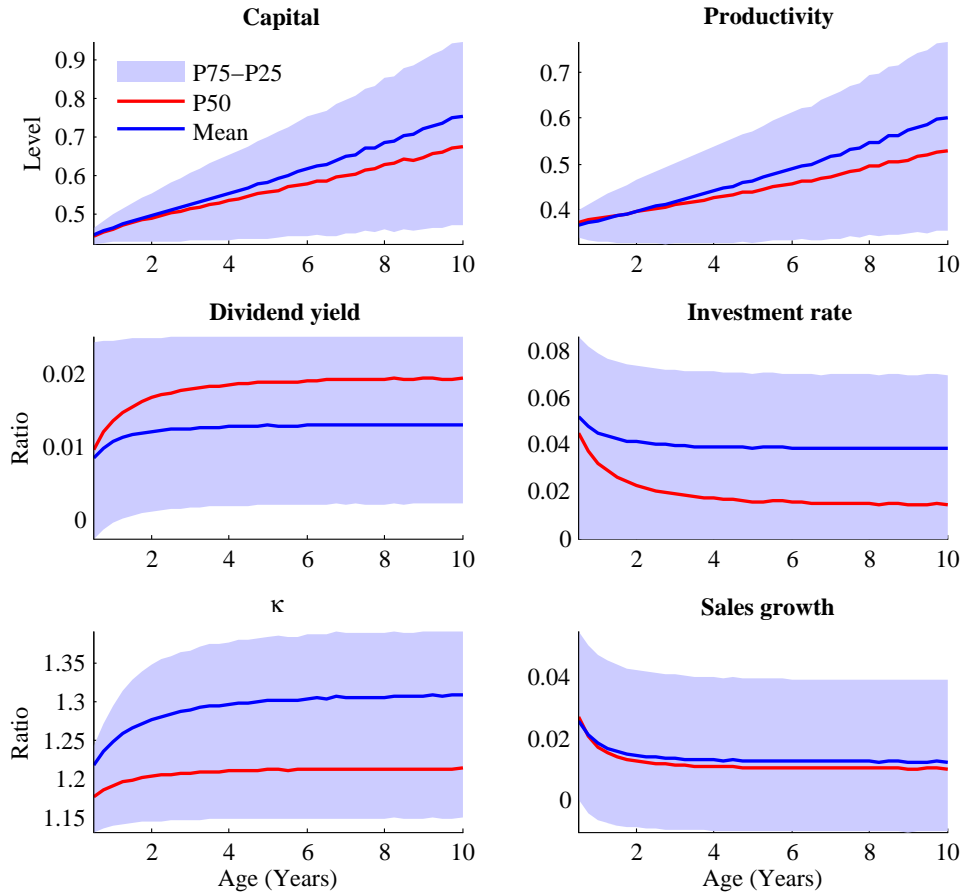 Capital
Productivity
0.9
0.8
0.7
0.6
0.5
Level
P75−P25
P50
Mean
2 4 6 8 10
0.7
0.6
0.5
0.4
2 4 6 8 10
Dividend yield
Investment rate
0.02
0.01
0
Ratio
2 4 6 8 10
0.08
0.06
0.04
0.02
0
2 4 6 8 10
κ
Sales growth
1.35
1.3
1.25
1.2
1.15
Ratio
2 4 6 8 10
Age (Years)
0.04
0.02
0
2 4 6 8 10
Age (Years)